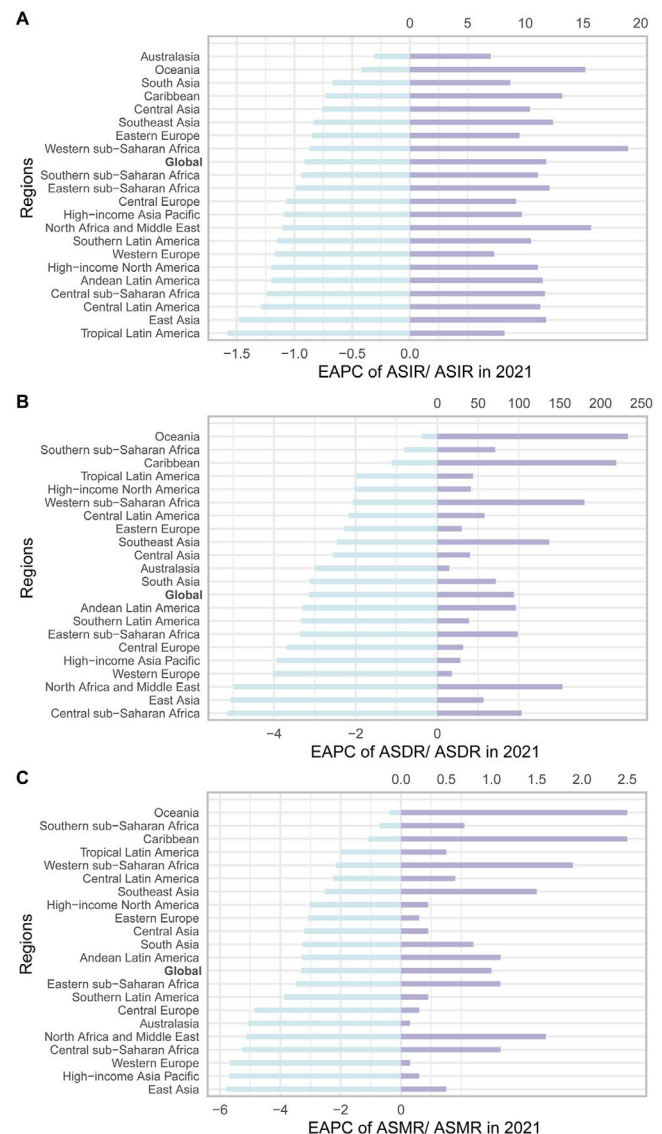 A
0 5 10 15 20
Australasia
Oceania
South Asia
Caribbean
Central Asia
Southeast Asia
Eastern Europe
Western sub−Saharan Africa
Global
Southern sub−Saharan Africa
Eastern sub−Saharan Africa
Central Europe
High−income Asia Pacific
North Africa and Middle East
Southern Latin America
Western Europe
High−income North America
Andean Latin America
Central sub−Saharan Africa
Central Latin America
East Asia
Tropical Latin America
Regions
−1.5 −1.0 −0.5 0.0
EAPC of ASIR/ ASIR in 2021
B
0 50 100 150 200 250
Oceania
Southern sub−Saharan Africa
Caribbean
Tropical Latin America
High−income North America
Western sub−Saharan Africa
Central Latin America
Eastern Europe
Southeast Asia
Central Asia
Australasia
South Asia
Global
Andean Latin America
Southern Latin America
Eastern sub−Saharan Africa
Central Europe
High−income Asia Pacific
Western Europe
North Africa and Middle East
East Asia
Central sub−Saharan Africa
Regions
−4 −2 0
EAPC of ASDR/ ASDR in 2021
C
0.0 0.5 1.0 1.5 2.0 2.5
Oceania
Southern sub−Saharan Africa
Caribbean
Tropical Latin America
Western sub−Saharan Africa
Central Latin America
Southeast Asia
High−income North America
Eastern Europe
Central Asia
South Asia
Andean Latin America
Global
Eastern sub−Saharan Africa
Southern Latin America
Central Europe
Australasia
North Africa and Middle East
Central sub−Saharan Africa
Western Europe
High−income Asia Pacific
East Asia
Regions
−6 −4 −2 0
EAPC of ASMR/ ASMR in 2021